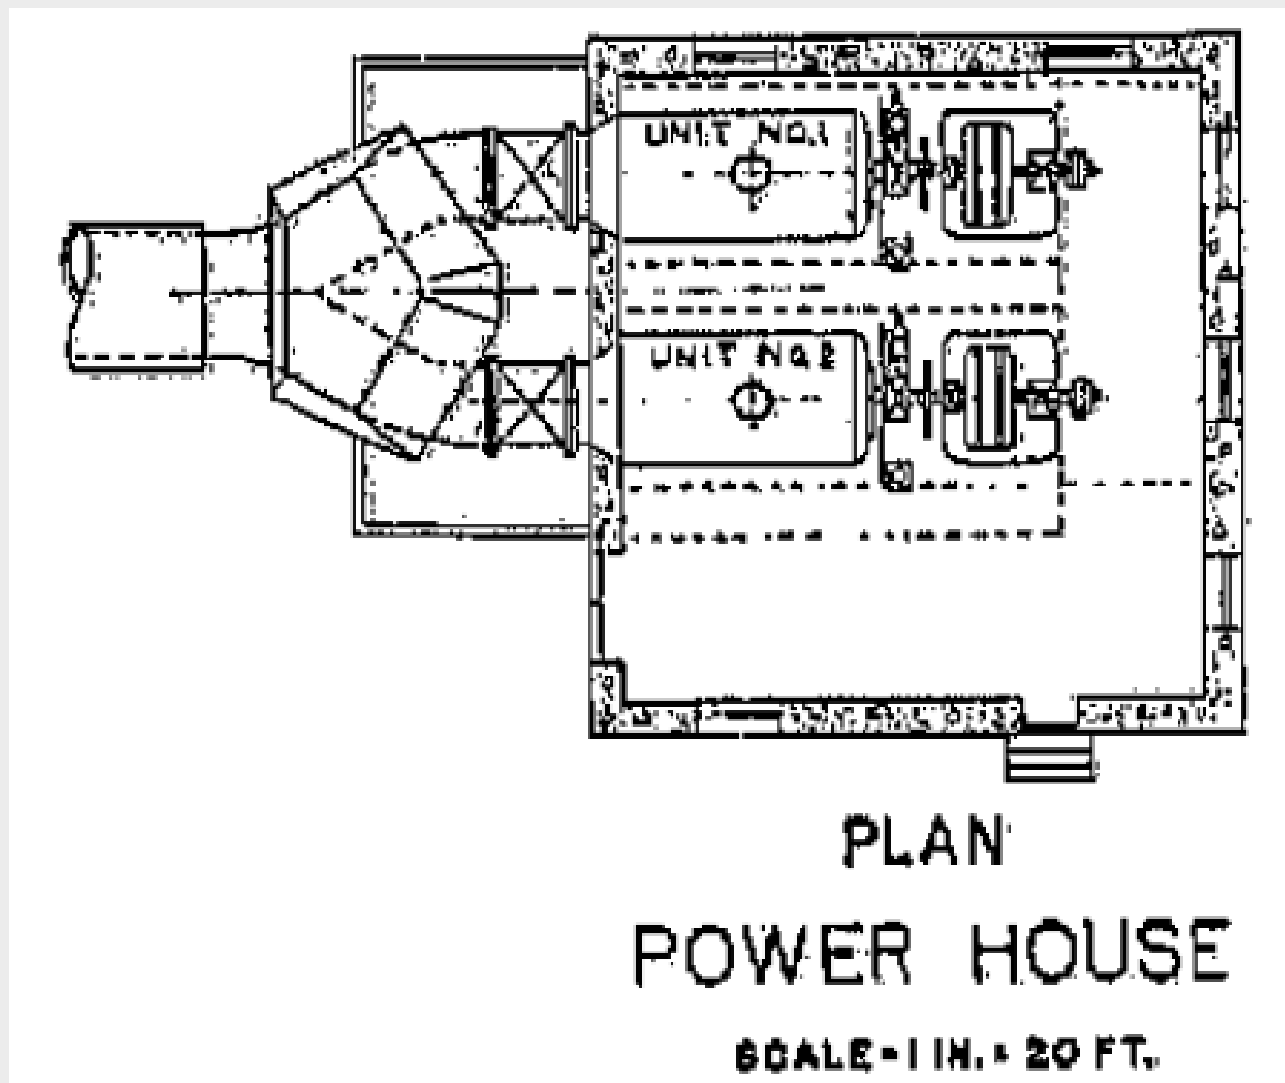 UNIT NO.1
UNIT NO.2
PLAN
POWER HOUSE
SCALE-1 IN.= 20 FT.